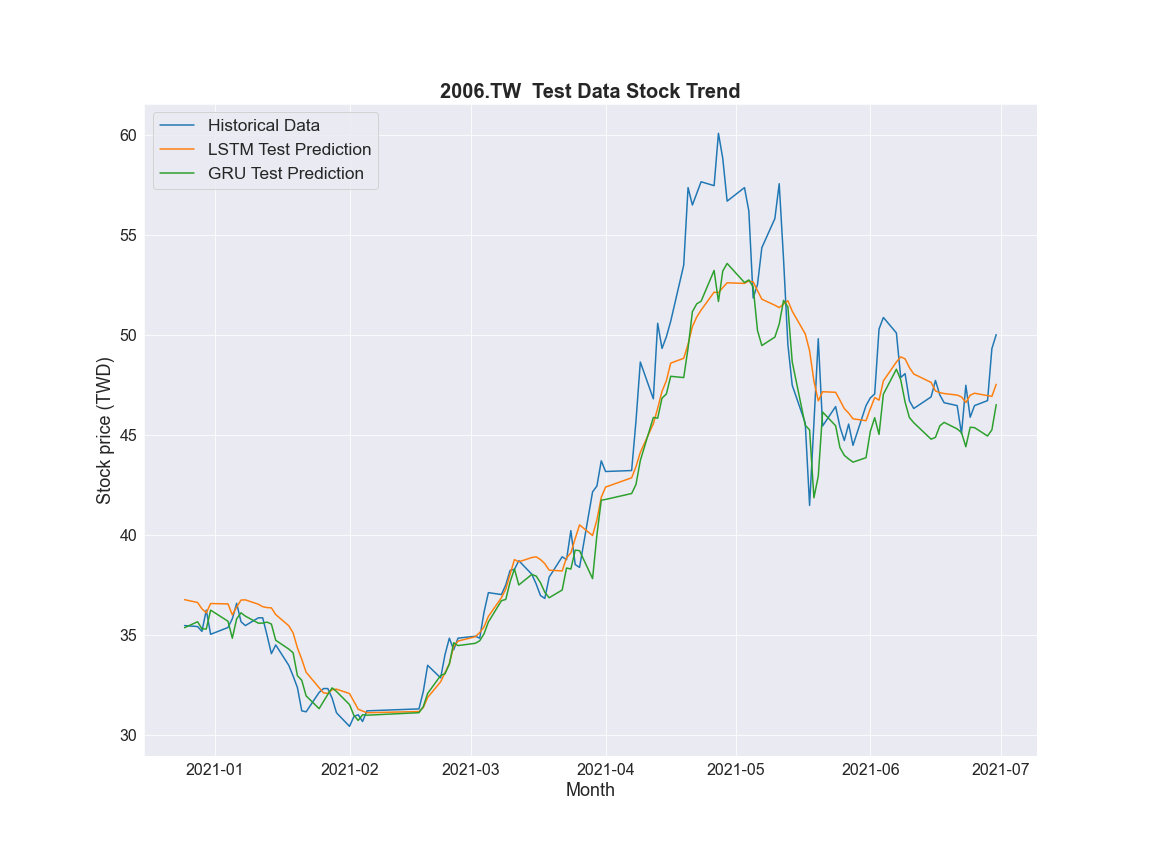 2006.TW  Test Data Stock Trend
Historical Data
LSTM Test Prediction
GRU Test Prediction
Stock price (TWD)
60
55
50
45
40
35
30
2021-01 2021-02 2021-03 2021-04 2021-05 2021-06 2021-07
Month